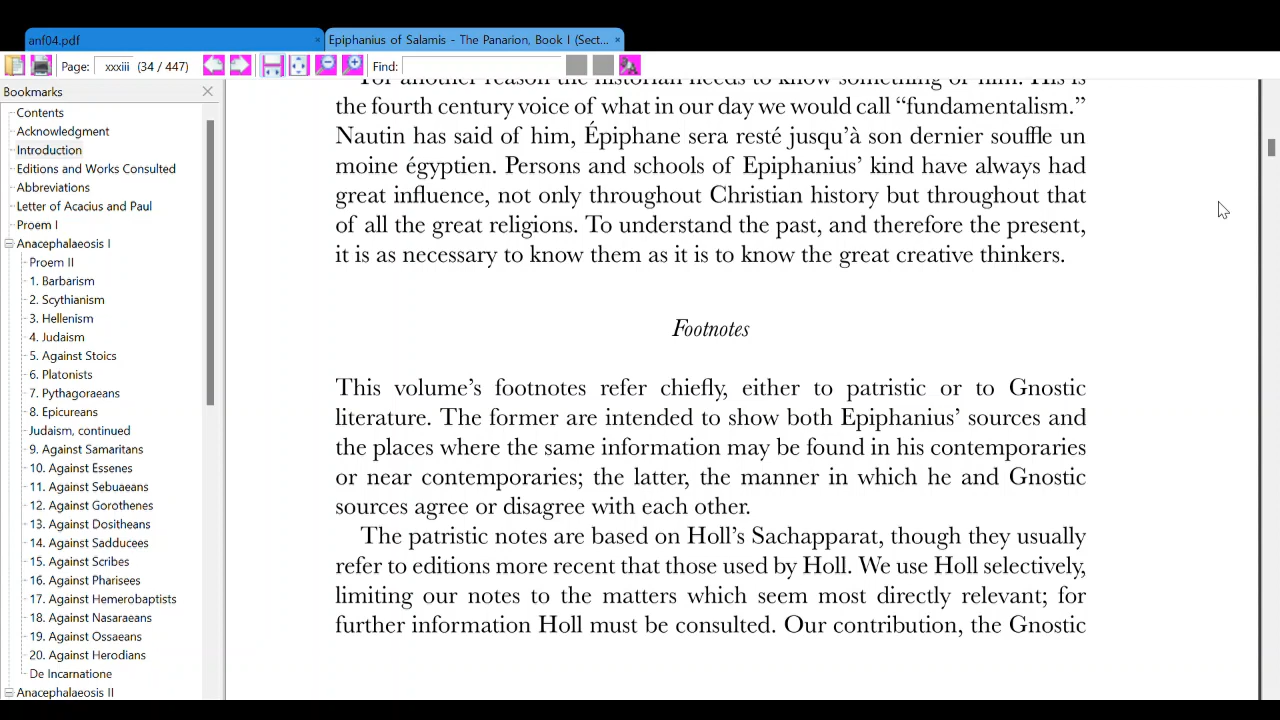 anf04.pdf
Epiphanius of Salamis - The Panarion, Book I (Sect...
Page: xxxiii (34 / 447)
Find:
Bookmarks
Contents
Acknowledgment
Introduction
Editions and Works Consulted
Abbreviations
Letter of Acacius and Paul
Proem I
Anacephalaeosis I
Proem II
1. Barbarism
2. Scythianism
3. Hellenism
4. Judaism
5. Against Stoics
6. Platonists
7. Pythagoraeans
8. Epicureans
Judaism, continued
9. Against Samaritans
10. Against Essenes
11. Against Sebuaeans
12. Against Gorothenes
13. Against Dositheans
14. Against Sadducees
15. Against Scribes
16. Against Pharisees
17. Against Hemerobaptists
18. Against Nasaraeans
19. Against Ossaeans
20. Against Herodians
De Incarnatione
Anacephalaeosis II
For another reason the historian needs to know something of him. His is
the fourth century voice of what in our day we would call “fundamentalism.”
Nautin has said of him, Épiphane sera resté jusqu’à son dernier souffle un
moine égyptien. Persons and schools of Epiphanius’ kind have always had
great influence, not only throughout Christian history but throughout that
of all the great religions. To understand the past, and therefore the present,
it is as necessary to know them as it is to know the great creative thinkers.
Footnotes
This volume’s footnotes refer chiefly, either to patristic or to Gnostic
literature. The former are intended to show both Epiphanius’ sources and
the places where the same information may be found in his contemporaries
or near contemporaries; the latter, the manner in which he and Gnostic
sources agree or disagree with each other.
The patristic notes are based on Holl’s Sachapparat, though they usually
refer to editions more recent that those used by Holl. We use Holl selectively,
limiting our notes to the matters which seem most directly relevant; for
further information Holl must be consulted. Our contribution, the Gnostic